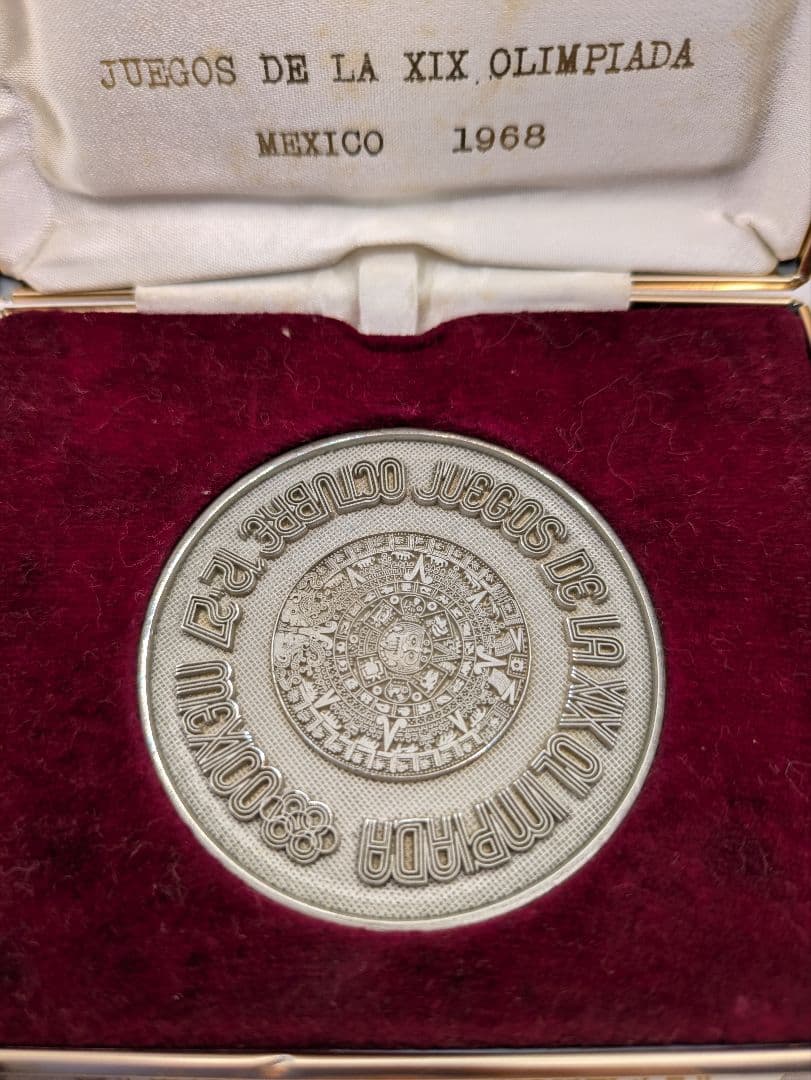 JUEGOS DE LA XIX OLIMPIADA
MEXICO 1968
JUEGOS DE LA XIX OLIMPIADA
MEXICO 68
12-27 OCTUBRE